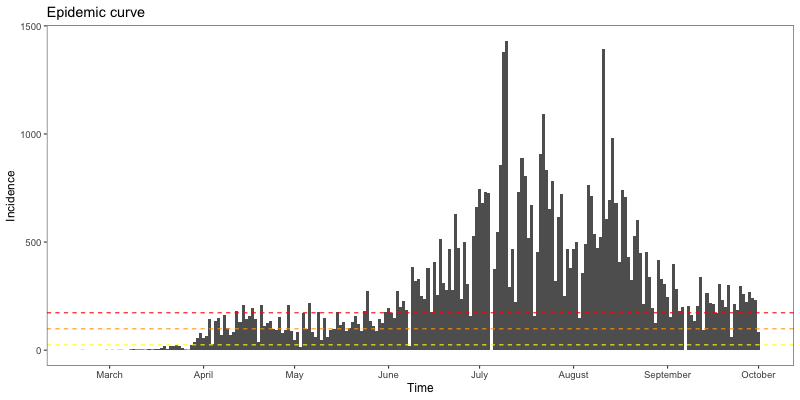 Epidemic curve
1500
1000
500
0
Incidence
March April May June July August September October
Time